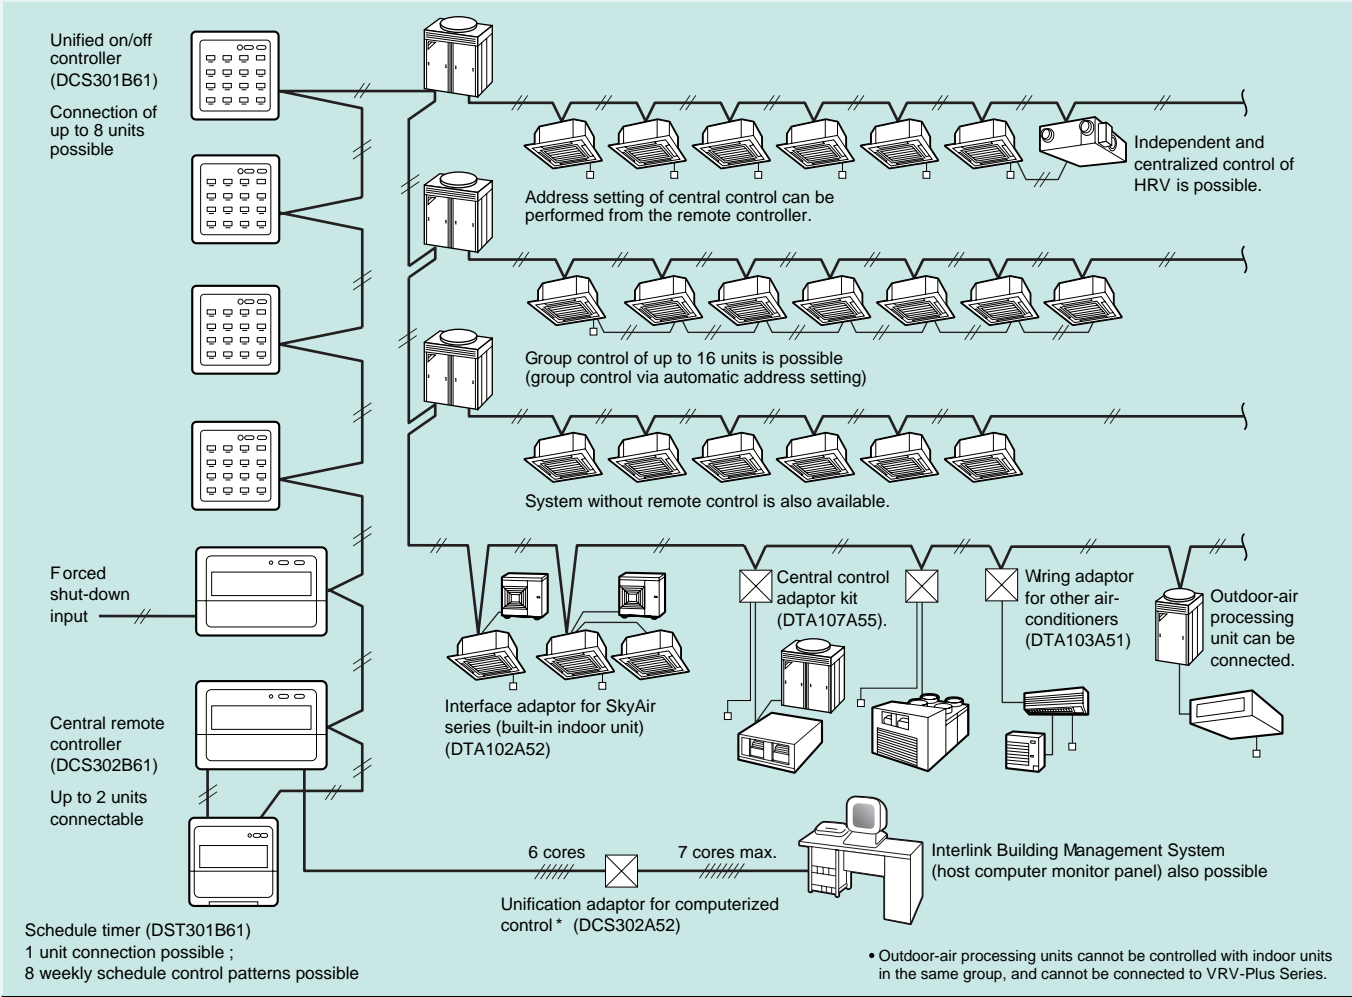 Unified on/off
controller
(DCS301B61)
Connection of
up to 8 units
possible
Independent and
centralized control of
HRV is possible.
Address setting of central control can be
performed from the remote controller.
Group control of up to 16 units is possible
(group control via automatic address setting)
System without remote control is also available.
Forced
shut-down
input
Central control
adaptor kit
(DTA107A55).
Wiring adaptor
for other air-
conditioners
(DTA103A51)
Outdoor-air
processing
unit can be
connected.
Interface adaptor for SkyAir
series (built-in indoor unit)
(DTA102A52)
Central remote
controller
(DCS302B61)
Up to 2 units
connectable
6 cores
7 cores max.
Interlink Building Management System
(host computer monitor panel) also possible
Unification adaptor for computerized
control * (DCS302A52)
Schedule timer (DST301B61)
1 unit connection possible ;
8 weekly schedule control patterns possible
• Outdoor-air processing units cannot be controlled with indoor units
in the same group, and cannot be connected to VRV-Plus Series.